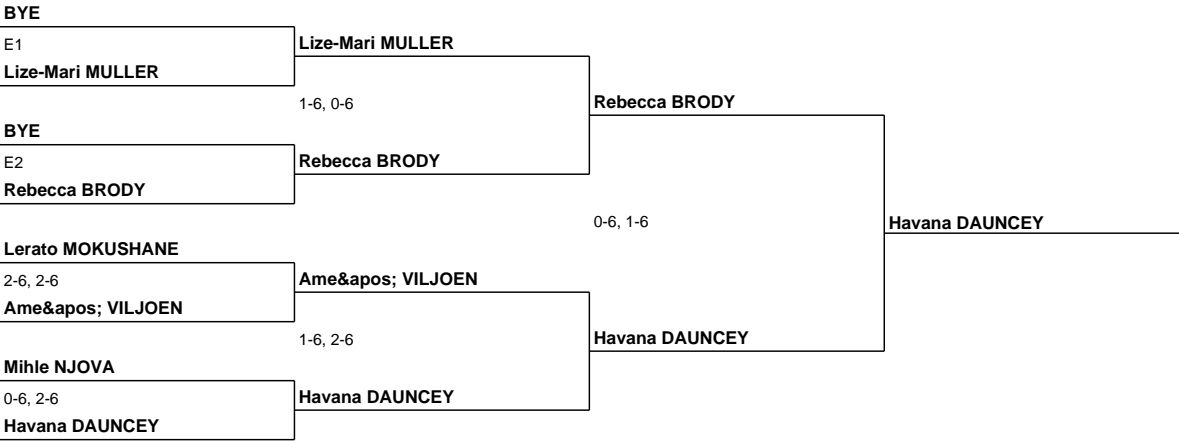 BYE
E1
Lize-Mari MULLER
Lize-Mari MULLER
1-6, 0-6
Rebecca BRODY
BYE
E2
Rebecca BRODY
Rebecca BRODY
0-6, 1-6
Havana DAUNCEY
Lerato MOKUSHANE
2-6, 2-6
Ame&apos; VILJOEN
Ame&apos; VILJOEN
1-6, 2-6
Havana DAUNCEY
Mihle NJOVA
0-6, 2-6
Havana DAUNCEY
Havana DAUNCEY